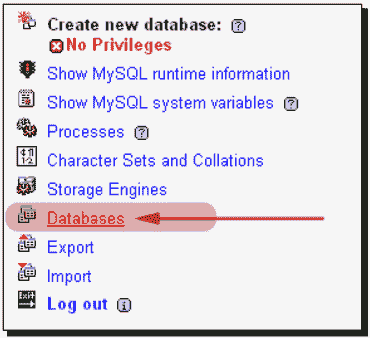 Create new database:
No Privileges
Show MySQL runtime information
Show MySQL system variables
Processes
Character Sets and Collations
Storage Engines
Databases
Export
Import
Log out